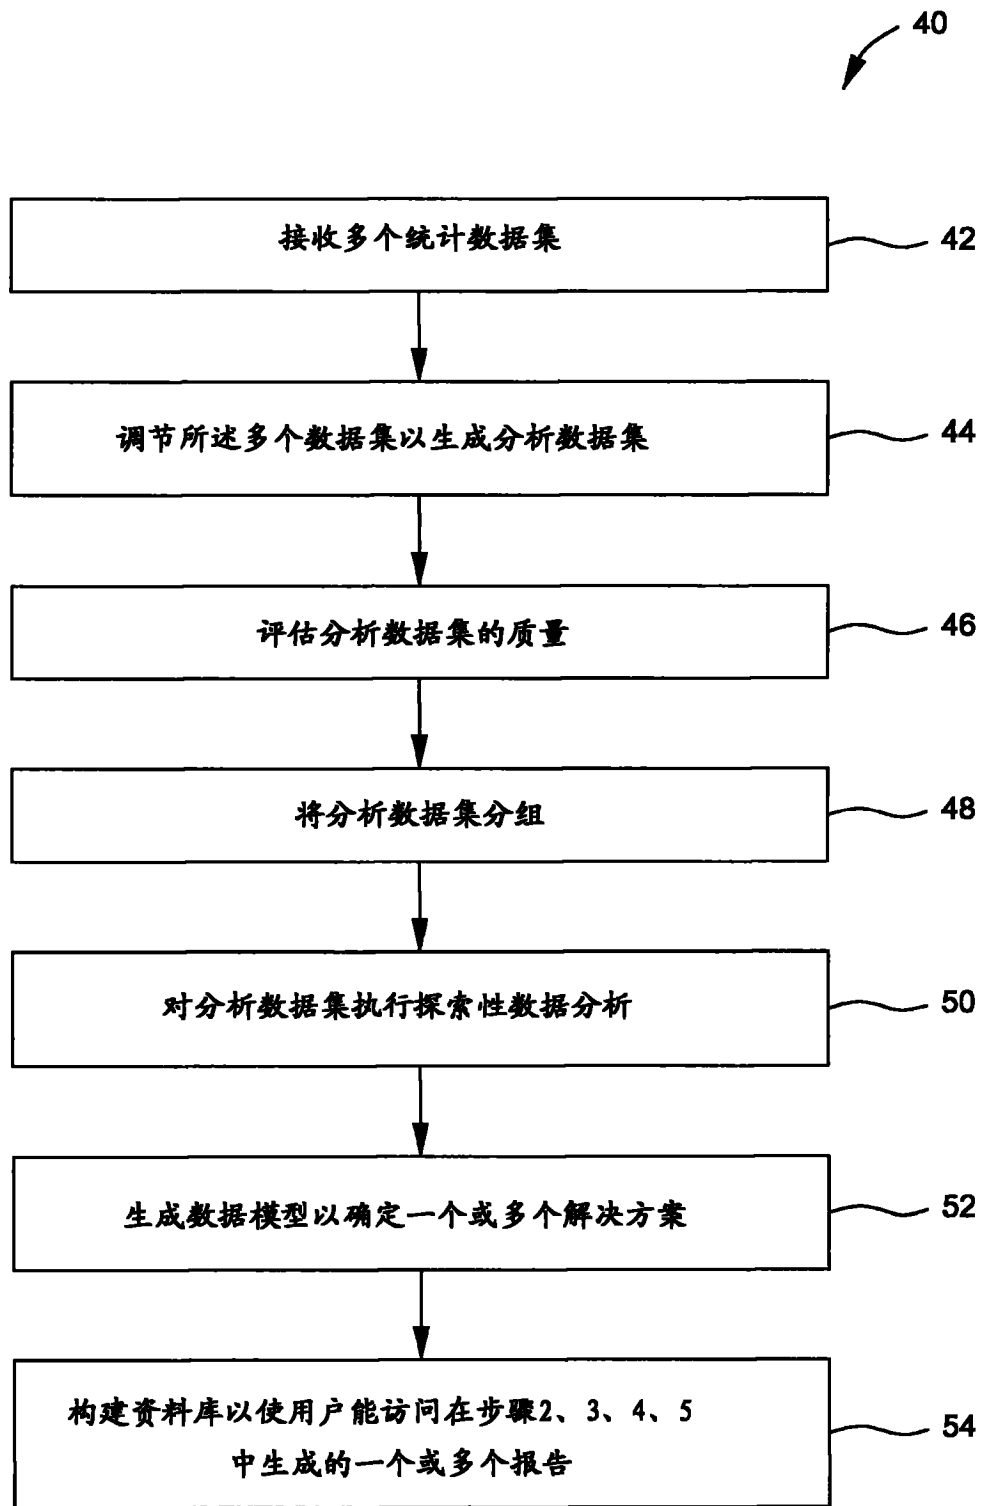 40
接收多个统计数据集
42
调节所述多个数据集以生成分析数据集
44
评估分析数据集的质量
46
将分析数据集分组
48
对分析数据集执行探索性数据分析
50
生成数据模型以确定一个或多个解决方案
52
构建资料库以使用户能访问在步骤2、3、4、5
中生成的一个或多个报告
54